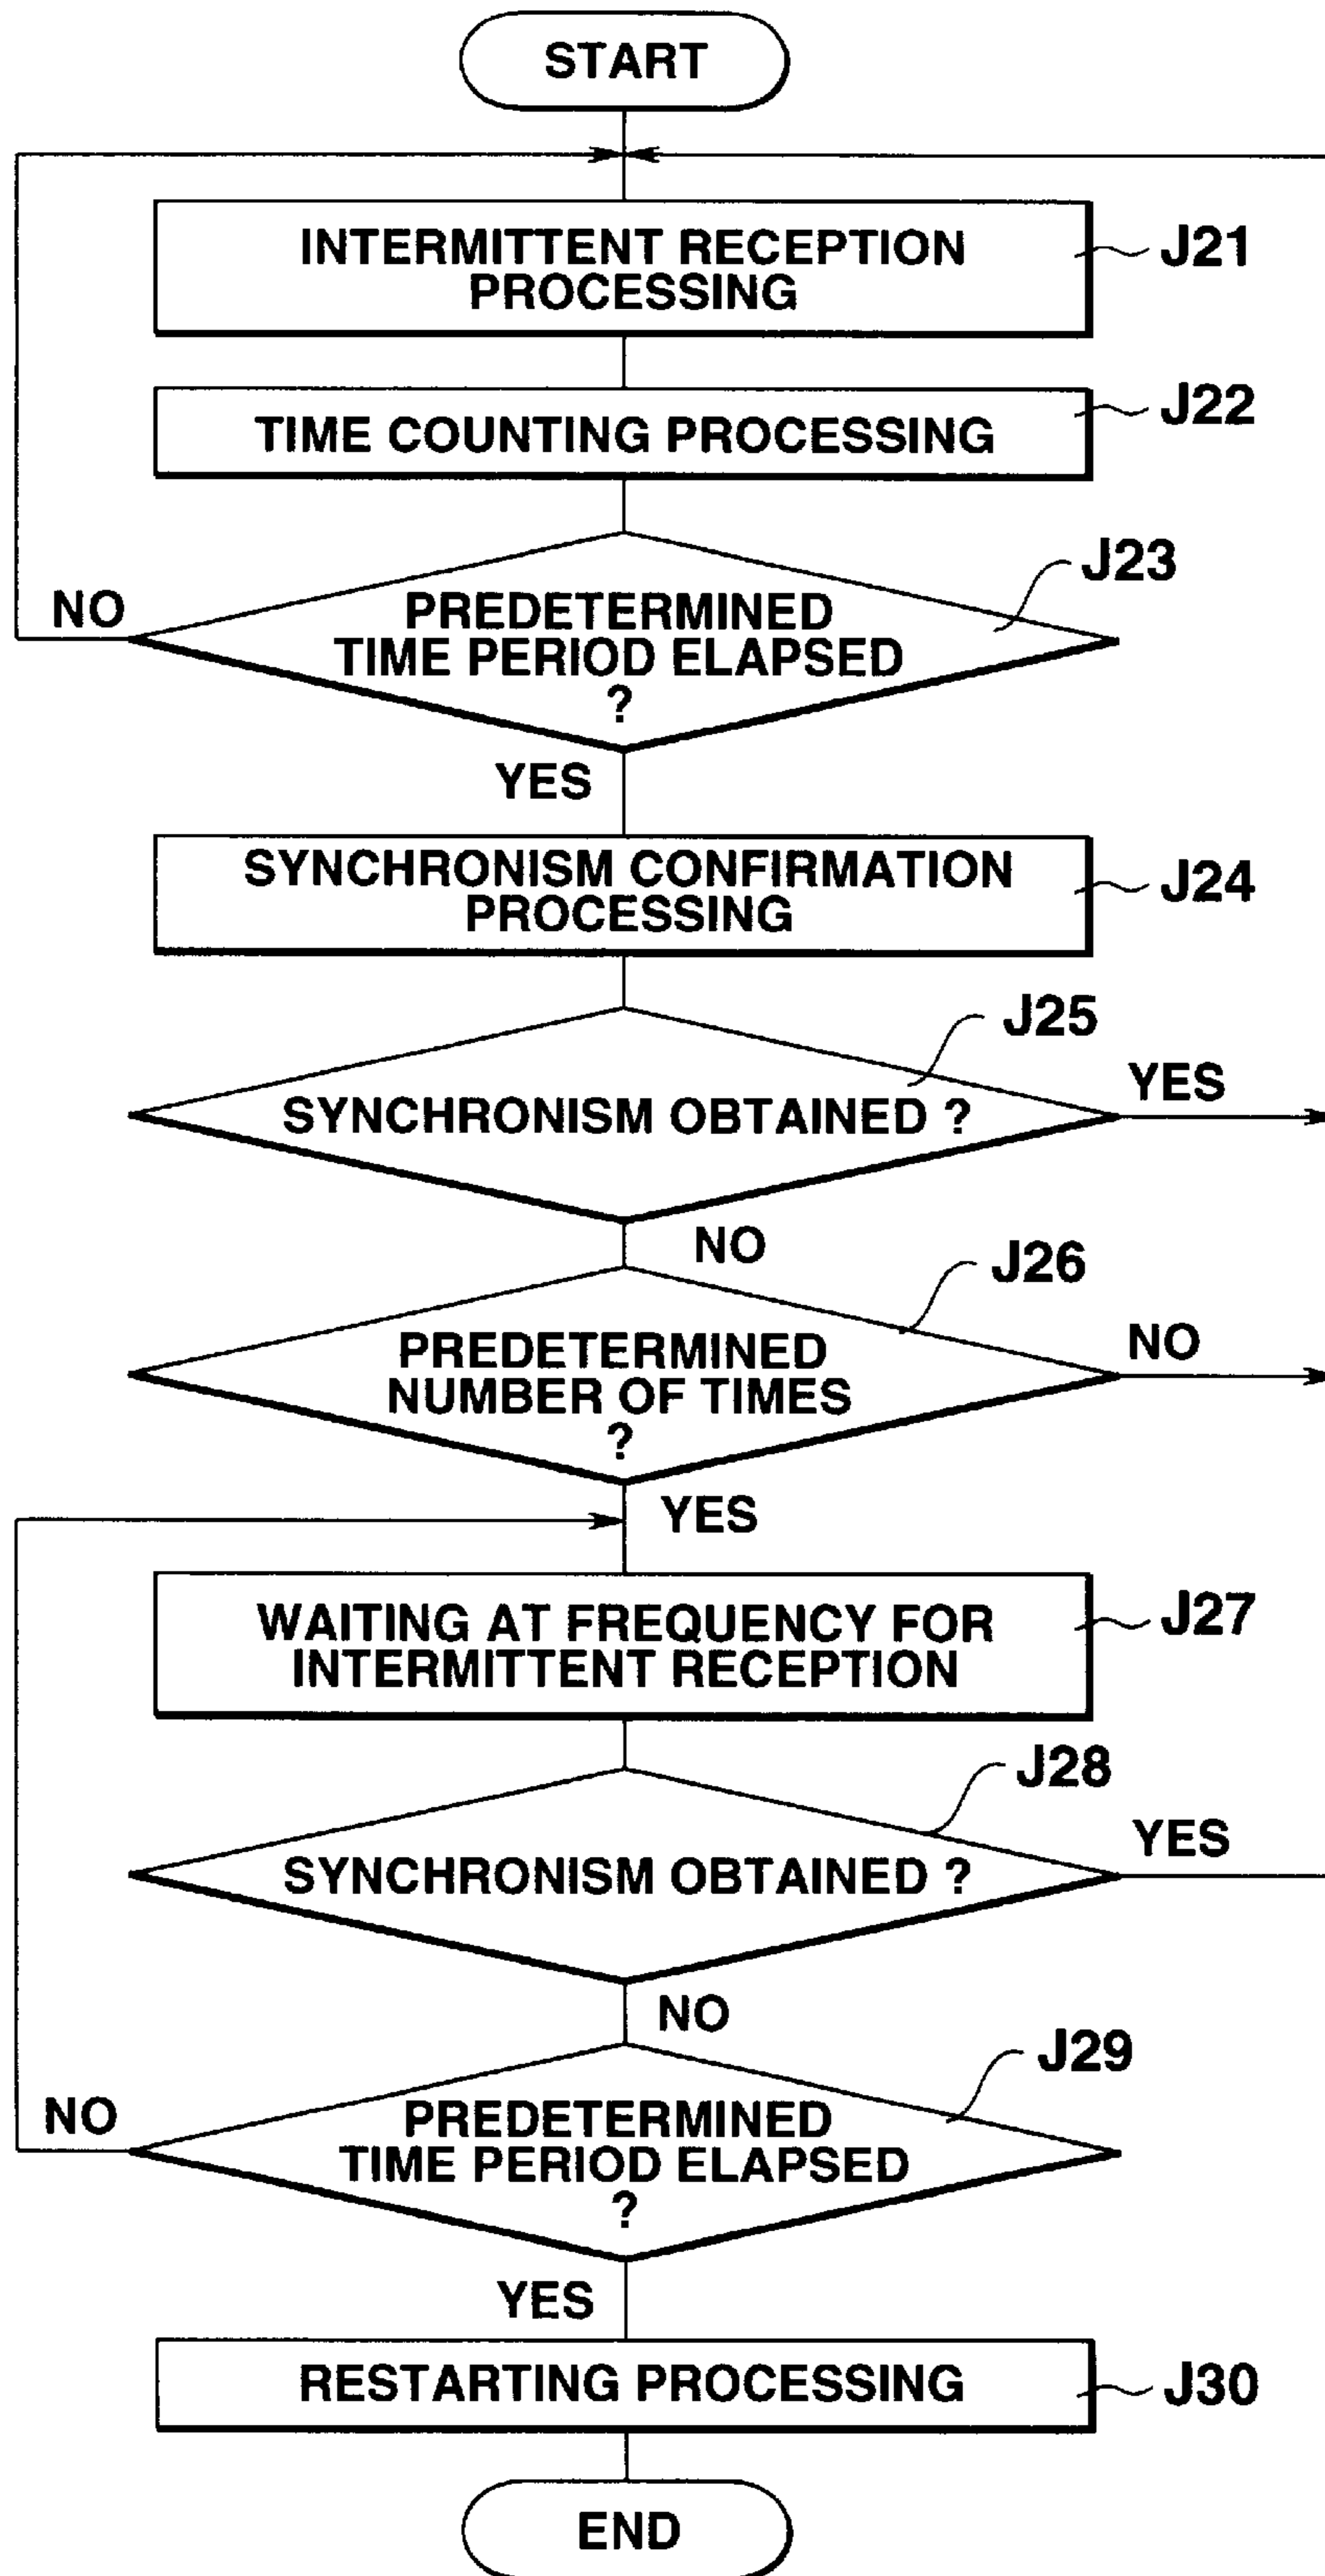 START
INTERMITTENT RECEPTION
PROCESSING
J21
TIME COUNTING PROCESSING
J22
J23
NO
PREDETERMINED
TIME PERIOD ELAPSED
?
YES
SYNCHRONISM CONFIRMATION
PROCESSING
J24
J25
YES
SYNCHRONISM OBTAINED ?
NO
J26
NO
PREDETERMINED
NUMBER OF TIMES
?
YES
WAITING AT FREQUENCY FOR
INTERMITTENT RECEPTION
J27
J28
YES
SYNCHRONISM OBTAINED ?
NO
J29
NO
PREDETERMINED
TIME PERIOD ELAPSED
?
YES
RESTARTING PROCESSING
J30
END